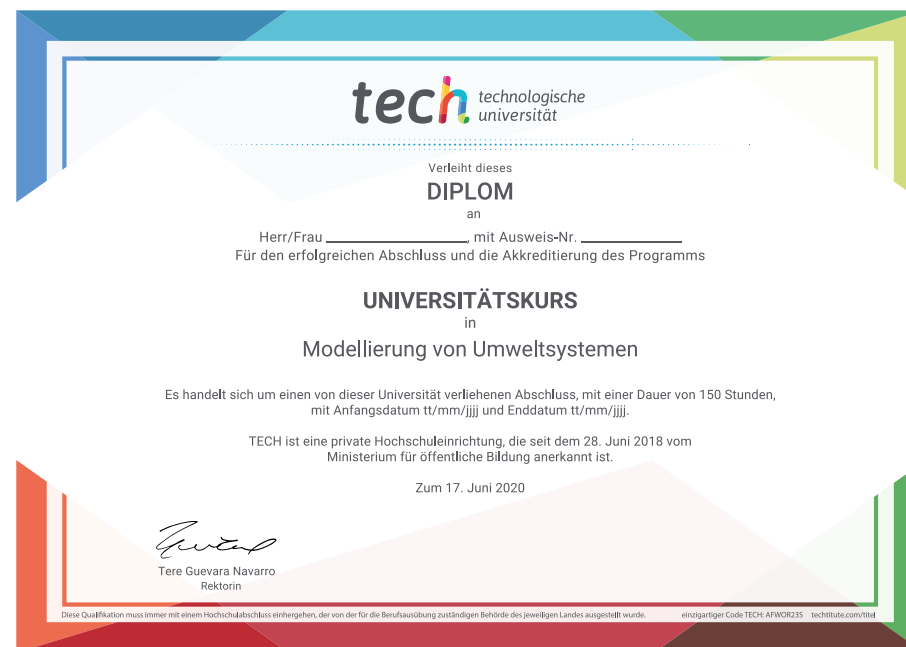 tech technologische
universität
Verleiht dieses
DIPLOM
an
Herr/Frau , mit Ausweis-Nr.
Für den erfolgreichen Abschluss und die Akkreditierung des Programms
UNIVERSITÄTSKURS
in
Modellierung von Umweltsystemen
Es handelt sich um einen von dieser Universität verliehenen Abschluss, mit einer Dauer von 150 Stunden,
mit Anfangsdatum tt/mm/jjjj und Enddatum tt/mm/jjjj.
TECH ist eine private Hochschuleinrichtung, die seit dem 28. Juni 2018 vom
Ministerium für öffentliche Bildung anerkannt ist.
Zum 17. Juni 2020
Tere Guevara Navarro
Rektorin
Diese Qualifikation muss immer mit einem Hochschulabschluss einhergehen, der von der für die Berufsausübung zuständigen Behörde des jeweiligen Landes ausgestellt wurde. einzigartiger Code TECH: AFWOR23S techtitute.com/titel